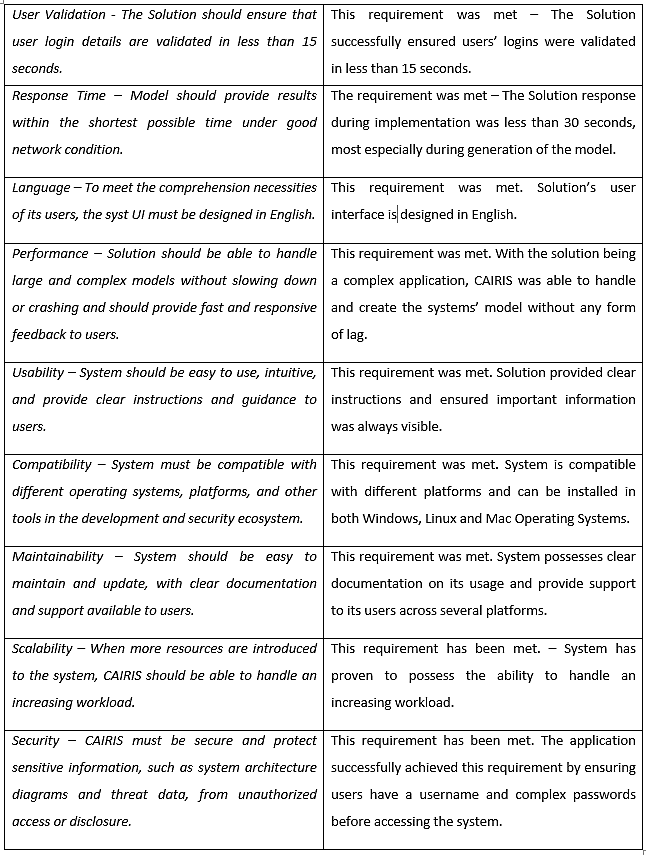 User Validation - The Solution should ensure that
user login details are validated in less than 15
seconds.
This requirement was met – The Solution
successfully ensured users’ logins were validated
in less than 15 seconds.
Response Time – Model should provide results
within the shortest possible time under good
network condition.
The requirement was met – The Solution response
during implementation was less than 30 seconds,
most especially during generation of the model.
Language – To meet the comprehension necessities
of its users, the syst UI must be designed in English.
This requirement was met. Solution’s user
interface is designed in English.
Performance – Solution should be able to handle
large and complex models without slowing down
or crashing and should provide fast and responsive
feedback to users.
This requirement was met. With the solution being
a complex application, CAIRIS was able to handle
and create the systems’ model without any form
of lag.
Usability – System should be easy to use, intuitive,
and provide clear instructions and guidance to
users.
This requirement was met. Solution provided clear
instructions and ensured important information
was always visible.
Compatibility – System must be compatible with
different operating systems, platforms, and other
tools in the development and security ecosystem.
This requirement was met. System is compatible
with different platforms and can be installed in
both Windows, Linux and Mac Operating Systems.
Maintainability – System should be easy to
maintain and update, with clear documentation
and support available to users.
This requirement was met. System possesses clear
documentation on its usage and provide support
to its users across several platforms.
Scalability – When more resources are introduced
to the system, CAIRIS should be able to handle an
increasing workload.
This requirement has been met. – System has
proven to possess the ability to handle an
increasing workload.
Security – CAIRIS must be secure and protect
sensitive information, such as system architecture
diagrams and threat data, from unauthorized
access or disclosure.
This requirement has been met. The application
successfully achieved this requirement by ensuring
users have a username and complex passwords
before accessing the system.